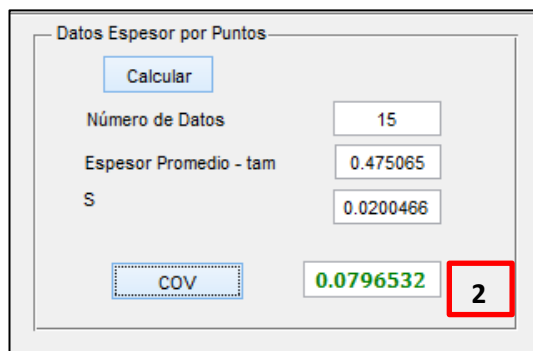 Datos Espesor por Puntos
Calcular
Número de Datos 15
Espesor Promedio - tam 0.475065
S 0.0200466
COV 0.0796532 2